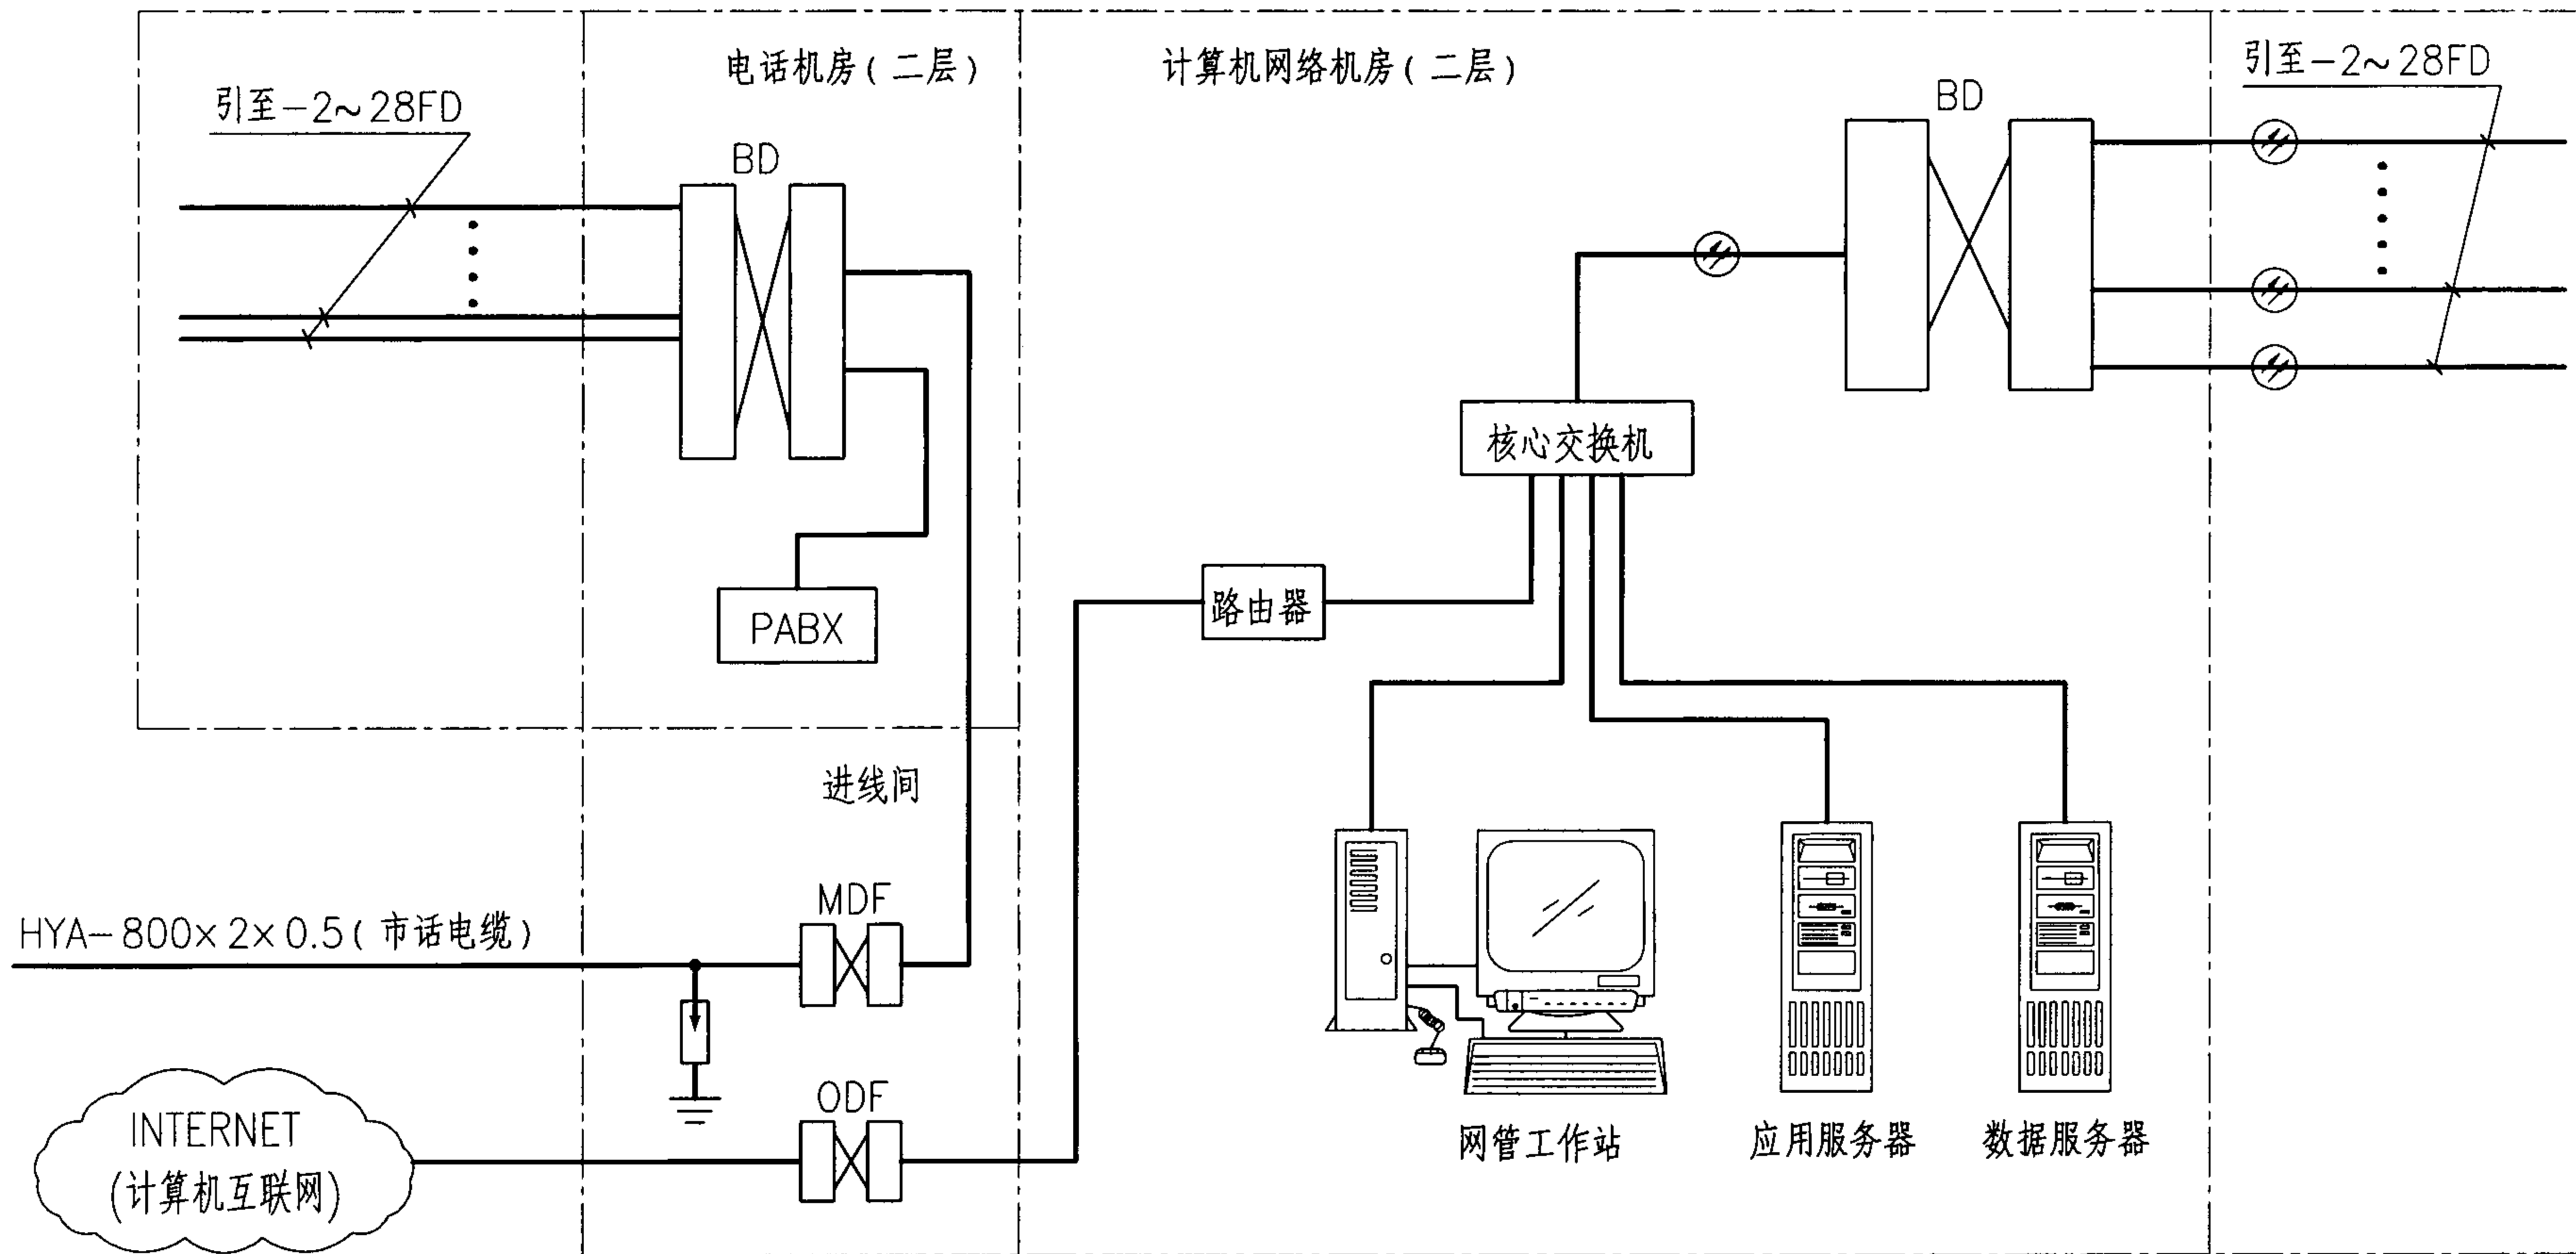 电话机房(二层)
计算机网络机房(二层)
引至-2~28FD
引至-2~28FD
BD
BD
核心交换机
路由器
PABX
进线间
MDF
HYA-800×2×0.5(市话电缆)
ODF
INTERNET
(计算机互联网)
网管工作站
应用服务器
数据服务器